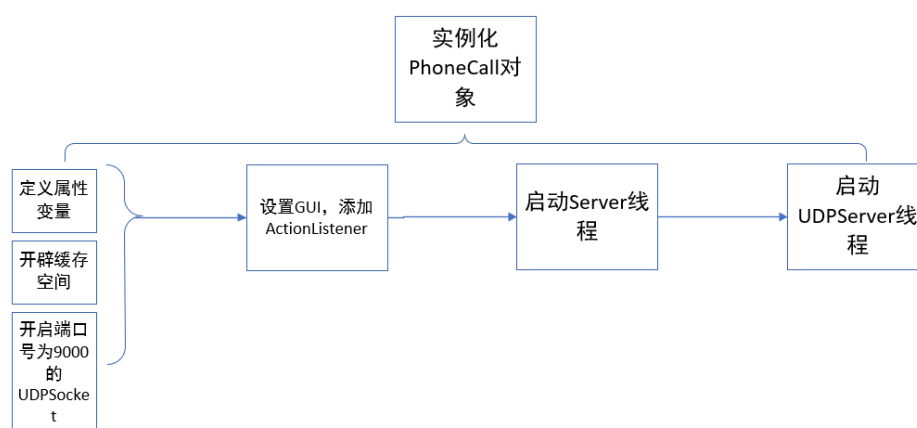 实例化
PhoneCall对
象
定义属性
变量
开辟缓存
空间
开启端口
号为9000
的
UDPSocke
t
设置GUI，添加
ActionListener
启动Server线
程
启动
UDPServer线
程